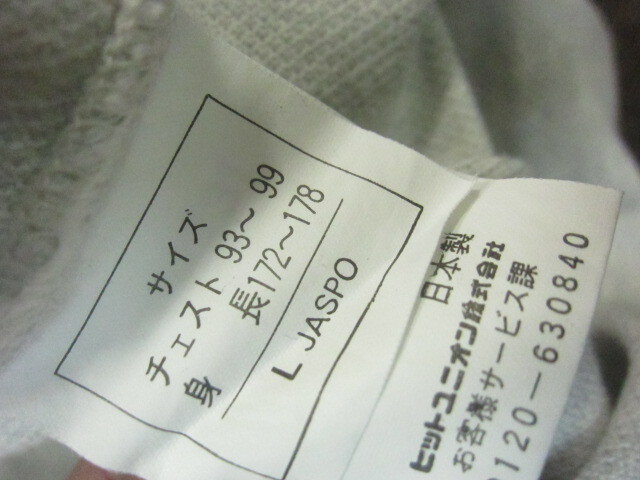 サイズ
チェスト 93～ 99
身 長172～178
L JASPO
日本製
ヒットユニオン株式会社
お客様サービス課
0120-630840